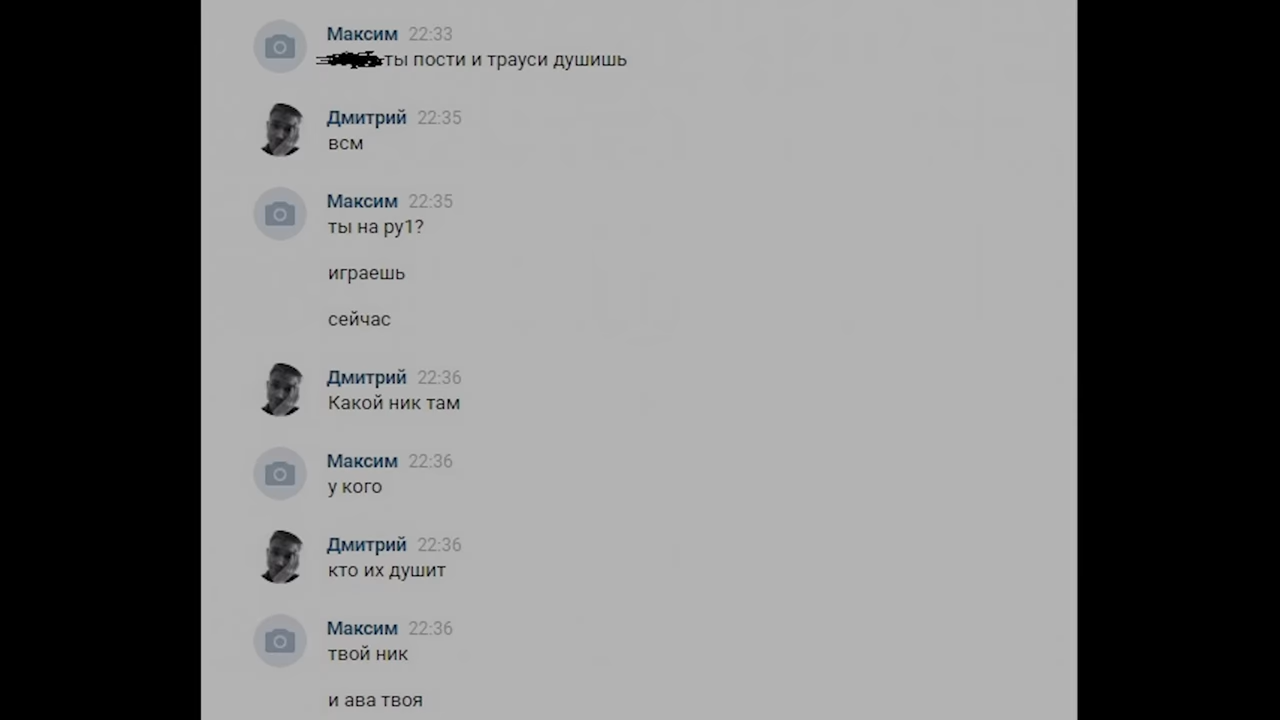 Максим 22:33
ты пости и трауси душишь
Дмитрий 22:35
всм
Максим 22:35
ты на ру1?
играешь
сейчас
Дмитрий 22:36
Какой ник там
Максим 22:36
у кого
Дмитрий 22:36
кто их душит
Максим 22:36
твой ник
и ава твоя